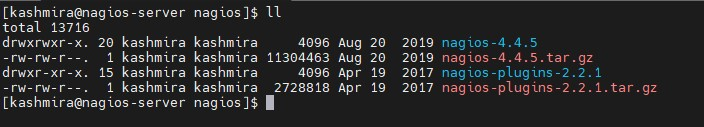 [kashmira@nagios-server nagios]$ ll
total 13716
drwxrwxr-x. 20 kashmira kashmira     4096 Aug 20  2019 nagios-4.4.5
-rw-rw-r--.  1 kashmira kashmira 11304463 Aug 20  2019 nagios-4.4.5.tar.gz
drwxr-xr-x. 15 kashmira kashmira     4096 Apr 19  2017 nagios-plugins-2.2.1
-rw-rw-r--.  1 kashmira kashmira  2728818 Apr 19  2017 nagios-plugins-2.2.1.tar.gz
[kashmira@nagios-server nagios]$